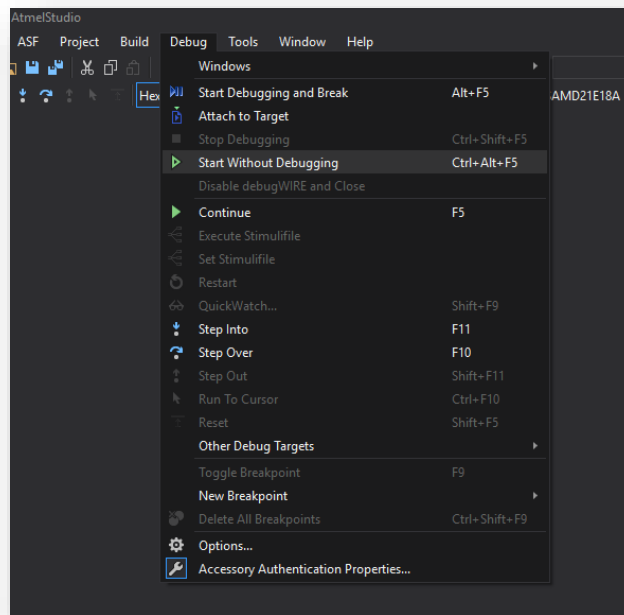 AtmelStudio
ASF Project Build Debug Tools Window Help
Windows
Hex
AMD21E18A
Start Debugging and Break Alt+F5
Attach to Target
Stop Debugging Ctrl+Shift+F5
Start Without Debugging Ctrl+Alt+F5
Disable debugWIRE and Close
Continue F5
Execute Stimulifile
Set Stimulifile
Restart
QuickWatch... Shift+F9
Step Into F11
Step Over F10
Step Out Shift+F11
Run To Cursor Ctrl+F10
Reset Shift+F5
Other Debug Targets
Toggle Breakpoint F9
New Breakpoint
Delete All Breakpoints Ctrl+Shift+F9
Options...
Accessory Authentication Properties...